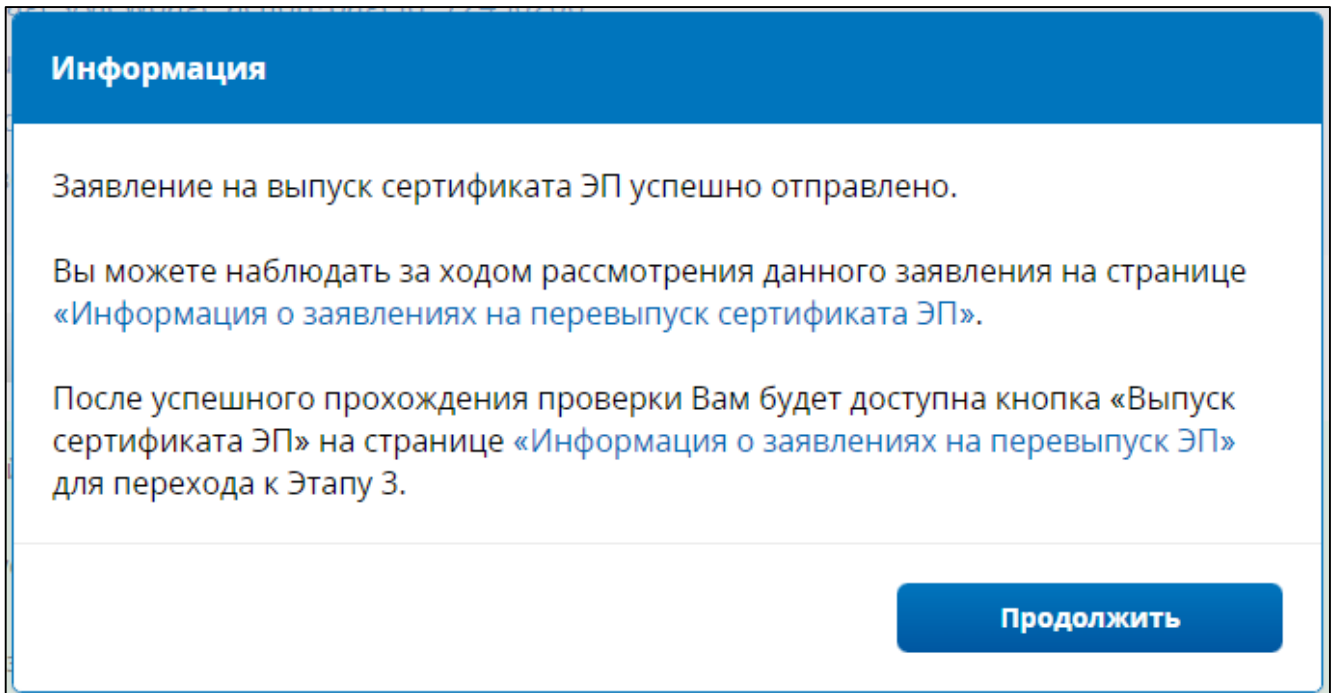 Информация
Заявление на выпуск сертификата ЭП успешно отправлено.
Вы можете наблюдать за ходом рассмотрения данного заявления на странице
«Информация о заявлениях на перевыпуск сертификата ЭП».
После успешного прохождения проверки Вам будет доступна кнопка «Выпуск
сертификата ЭП» на странице «Информация о заявлениях на перевыпуск ЭП»
для перехода к Этапу 3.
Продолжить